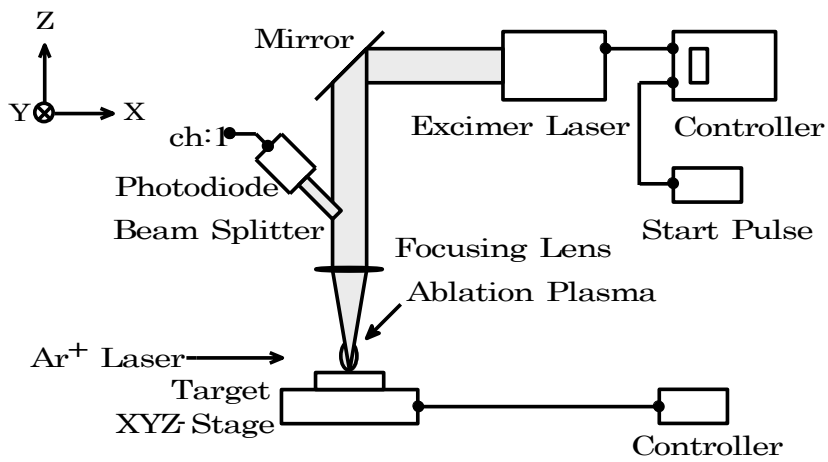 Z
Mirror
Y
X
Excimer Laser
Controller
ch:1
Photodiode
Beam Splitter
Start Pulse
Focusing Lens
Ablation Plasma
Ar+ Laser
Target
XYZ-Stage
Controller